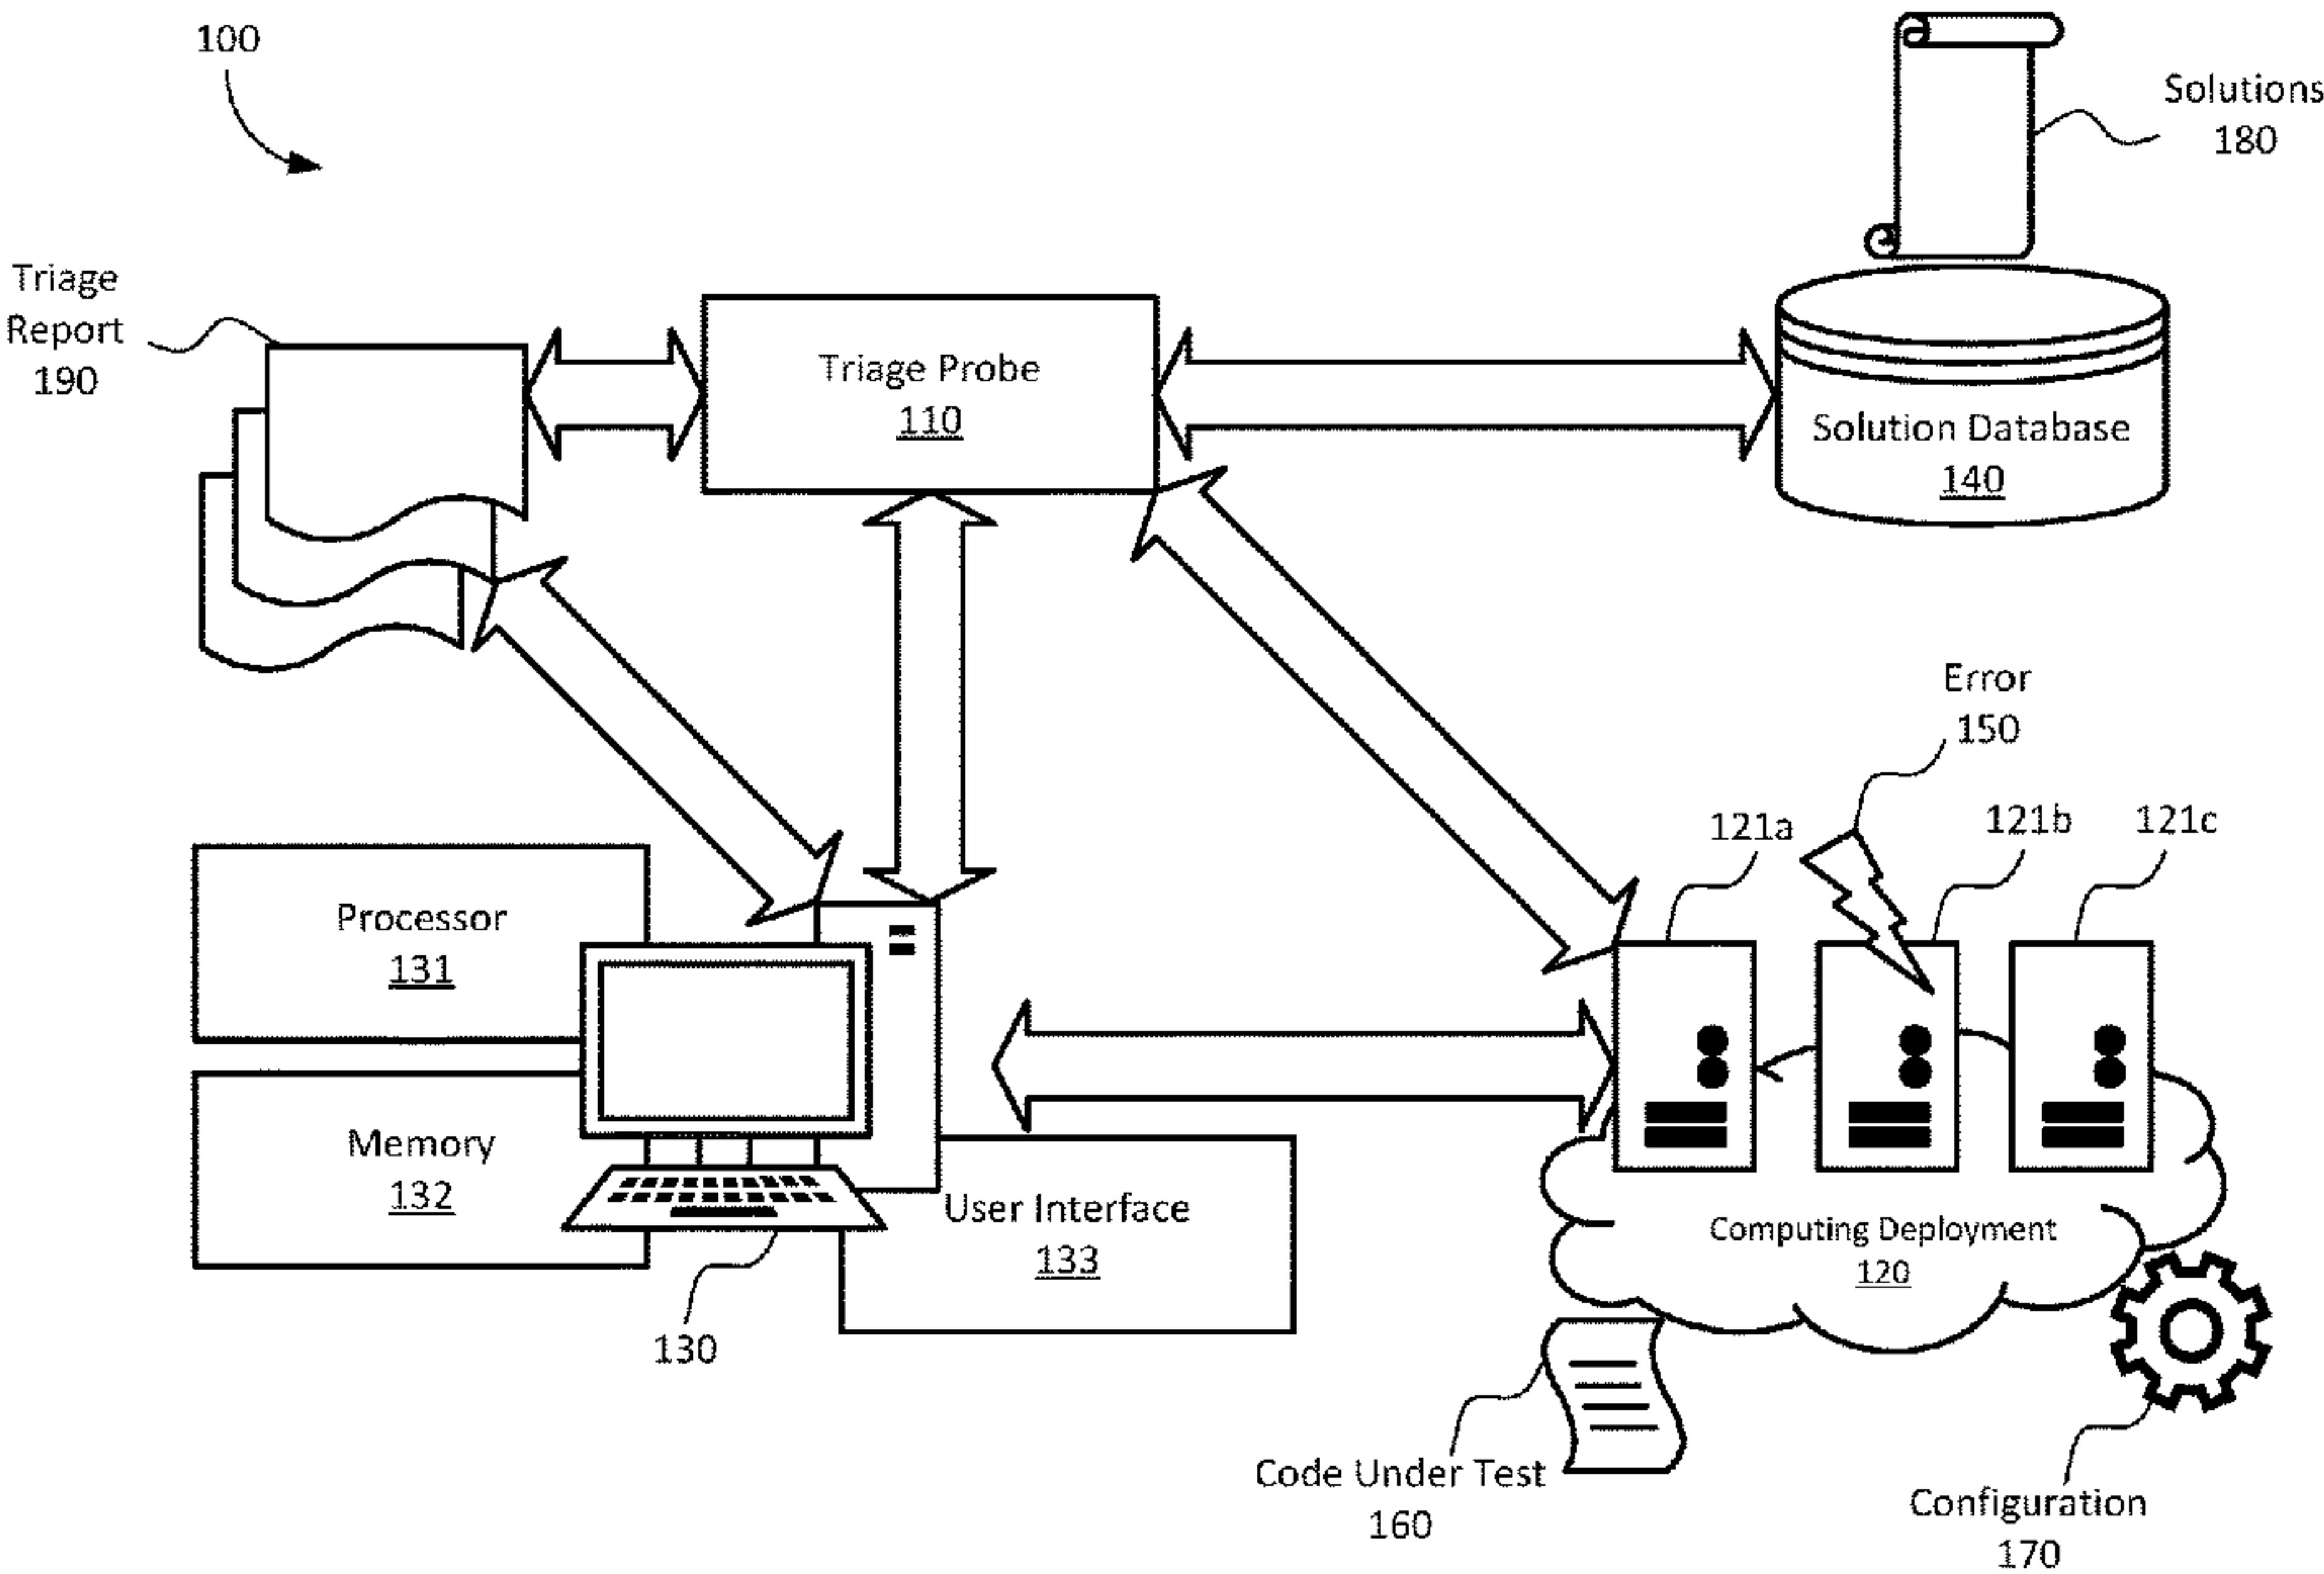 100
Solutions
180
Triage
Report
190
Triage Probe
110
Solution Database
140
Error
150
121a
121b
121c
Processor
131
Memory
132
User Interface
133
130
Computing Deployment
120
Code Under Test
160
Configuration
170